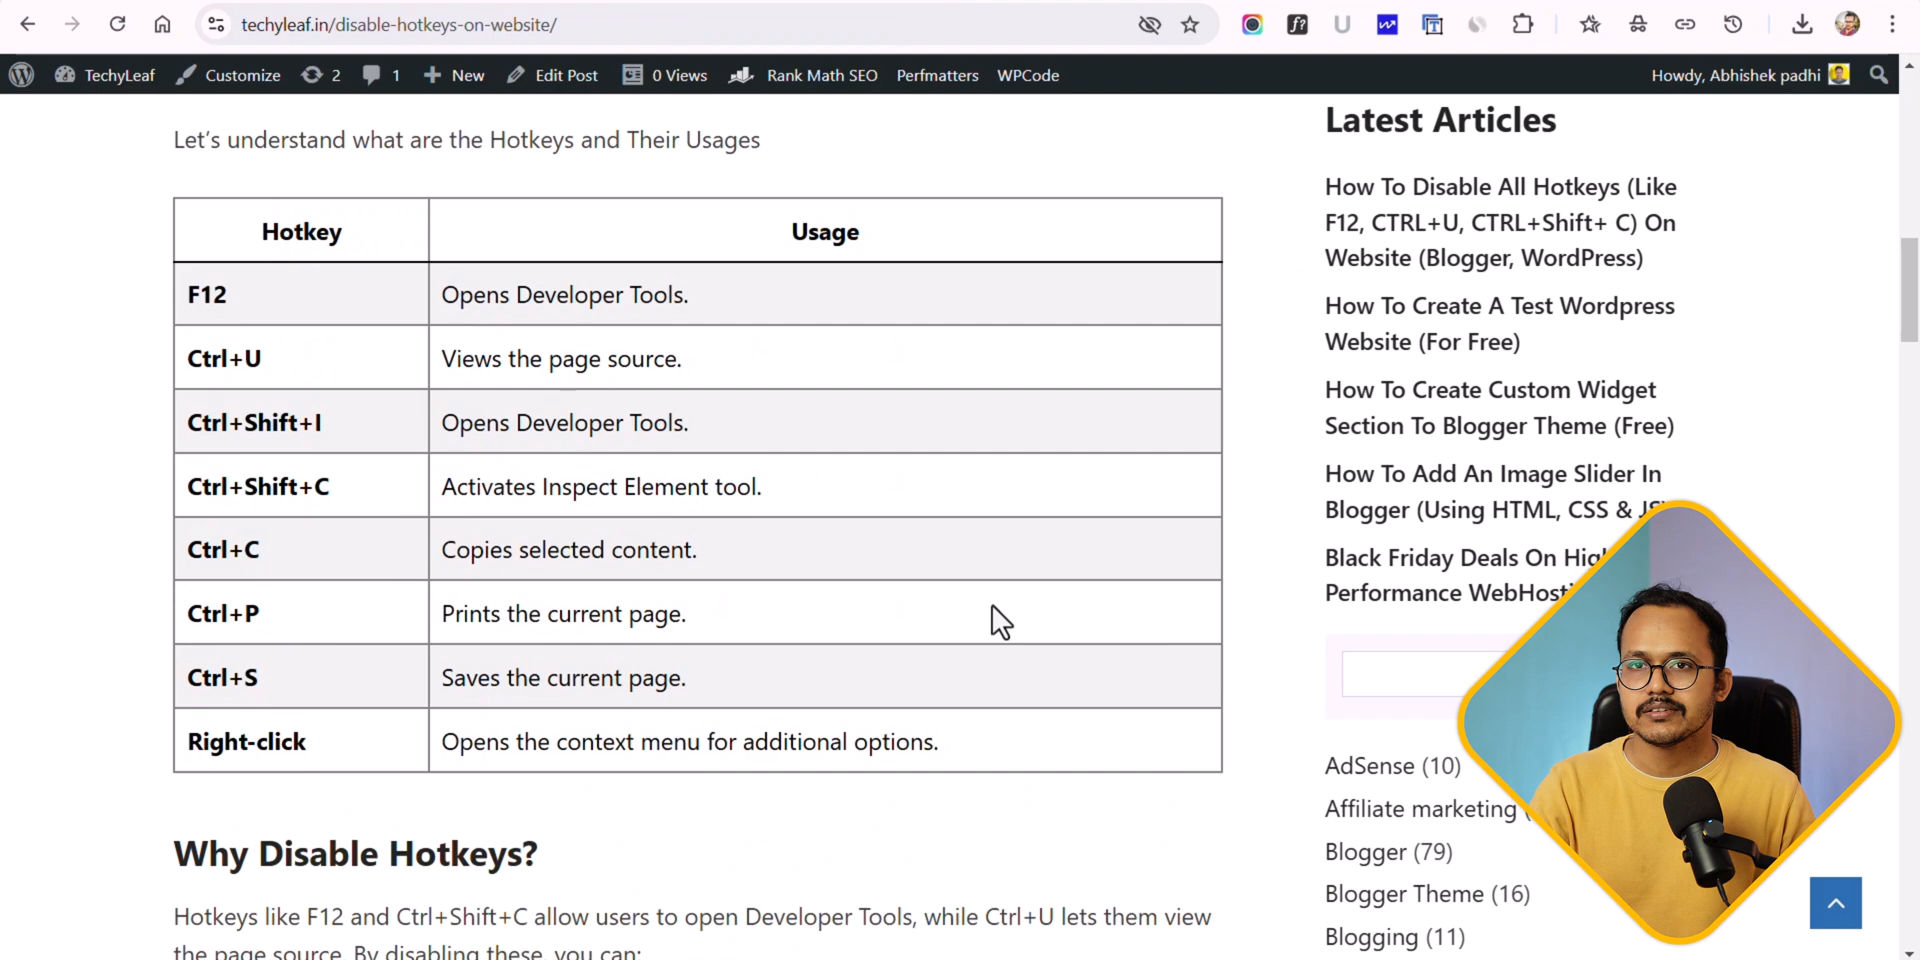 techyleaf.in/disable-hotkeys-on-website/
TechyLeaf Customize 2 1 New Edit Post 0 Views Rank Math SEO Perfmatters WPCode Howdy, Abhishek padhi
Let's understand what are the Hotkeys and Their Usages
Hotkey Usage
F12 Opens Developer Tools.
Ctrl+U Views the page source.
Ctrl+Shift+I Opens Developer Tools.
Ctrl+Shift+C Activates Inspect Element tool.
Ctrl+C Copies selected content.
Ctrl+P Prints the current page.
Ctrl+S Saves the current page.
Right-click Opens the context menu for additional options.
Why Disable Hotkeys?
Hotkeys like F12 and Ctrl+Shift+C allow users to open Developer Tools, while Ctrl+U lets them view
the page source. By disabling these, you can:
Latest Articles
How To Disable All Hotkeys (Like
F12, CTRL+U, CTRL+Shift+ C) On
Website (Blogger, WordPress)
How To Create A Test Wordpress
Website (For Free)
How To Create Custom Widget
Section To Blogger Theme (Free)
How To Add An Image Slider In
Blogger (Using HTML, CSS &
Black Friday Deals On
Performance
AdSense (10)
Affiliate marketing
Blogger (79)
Blogger Theme (16)
Blogging (11)